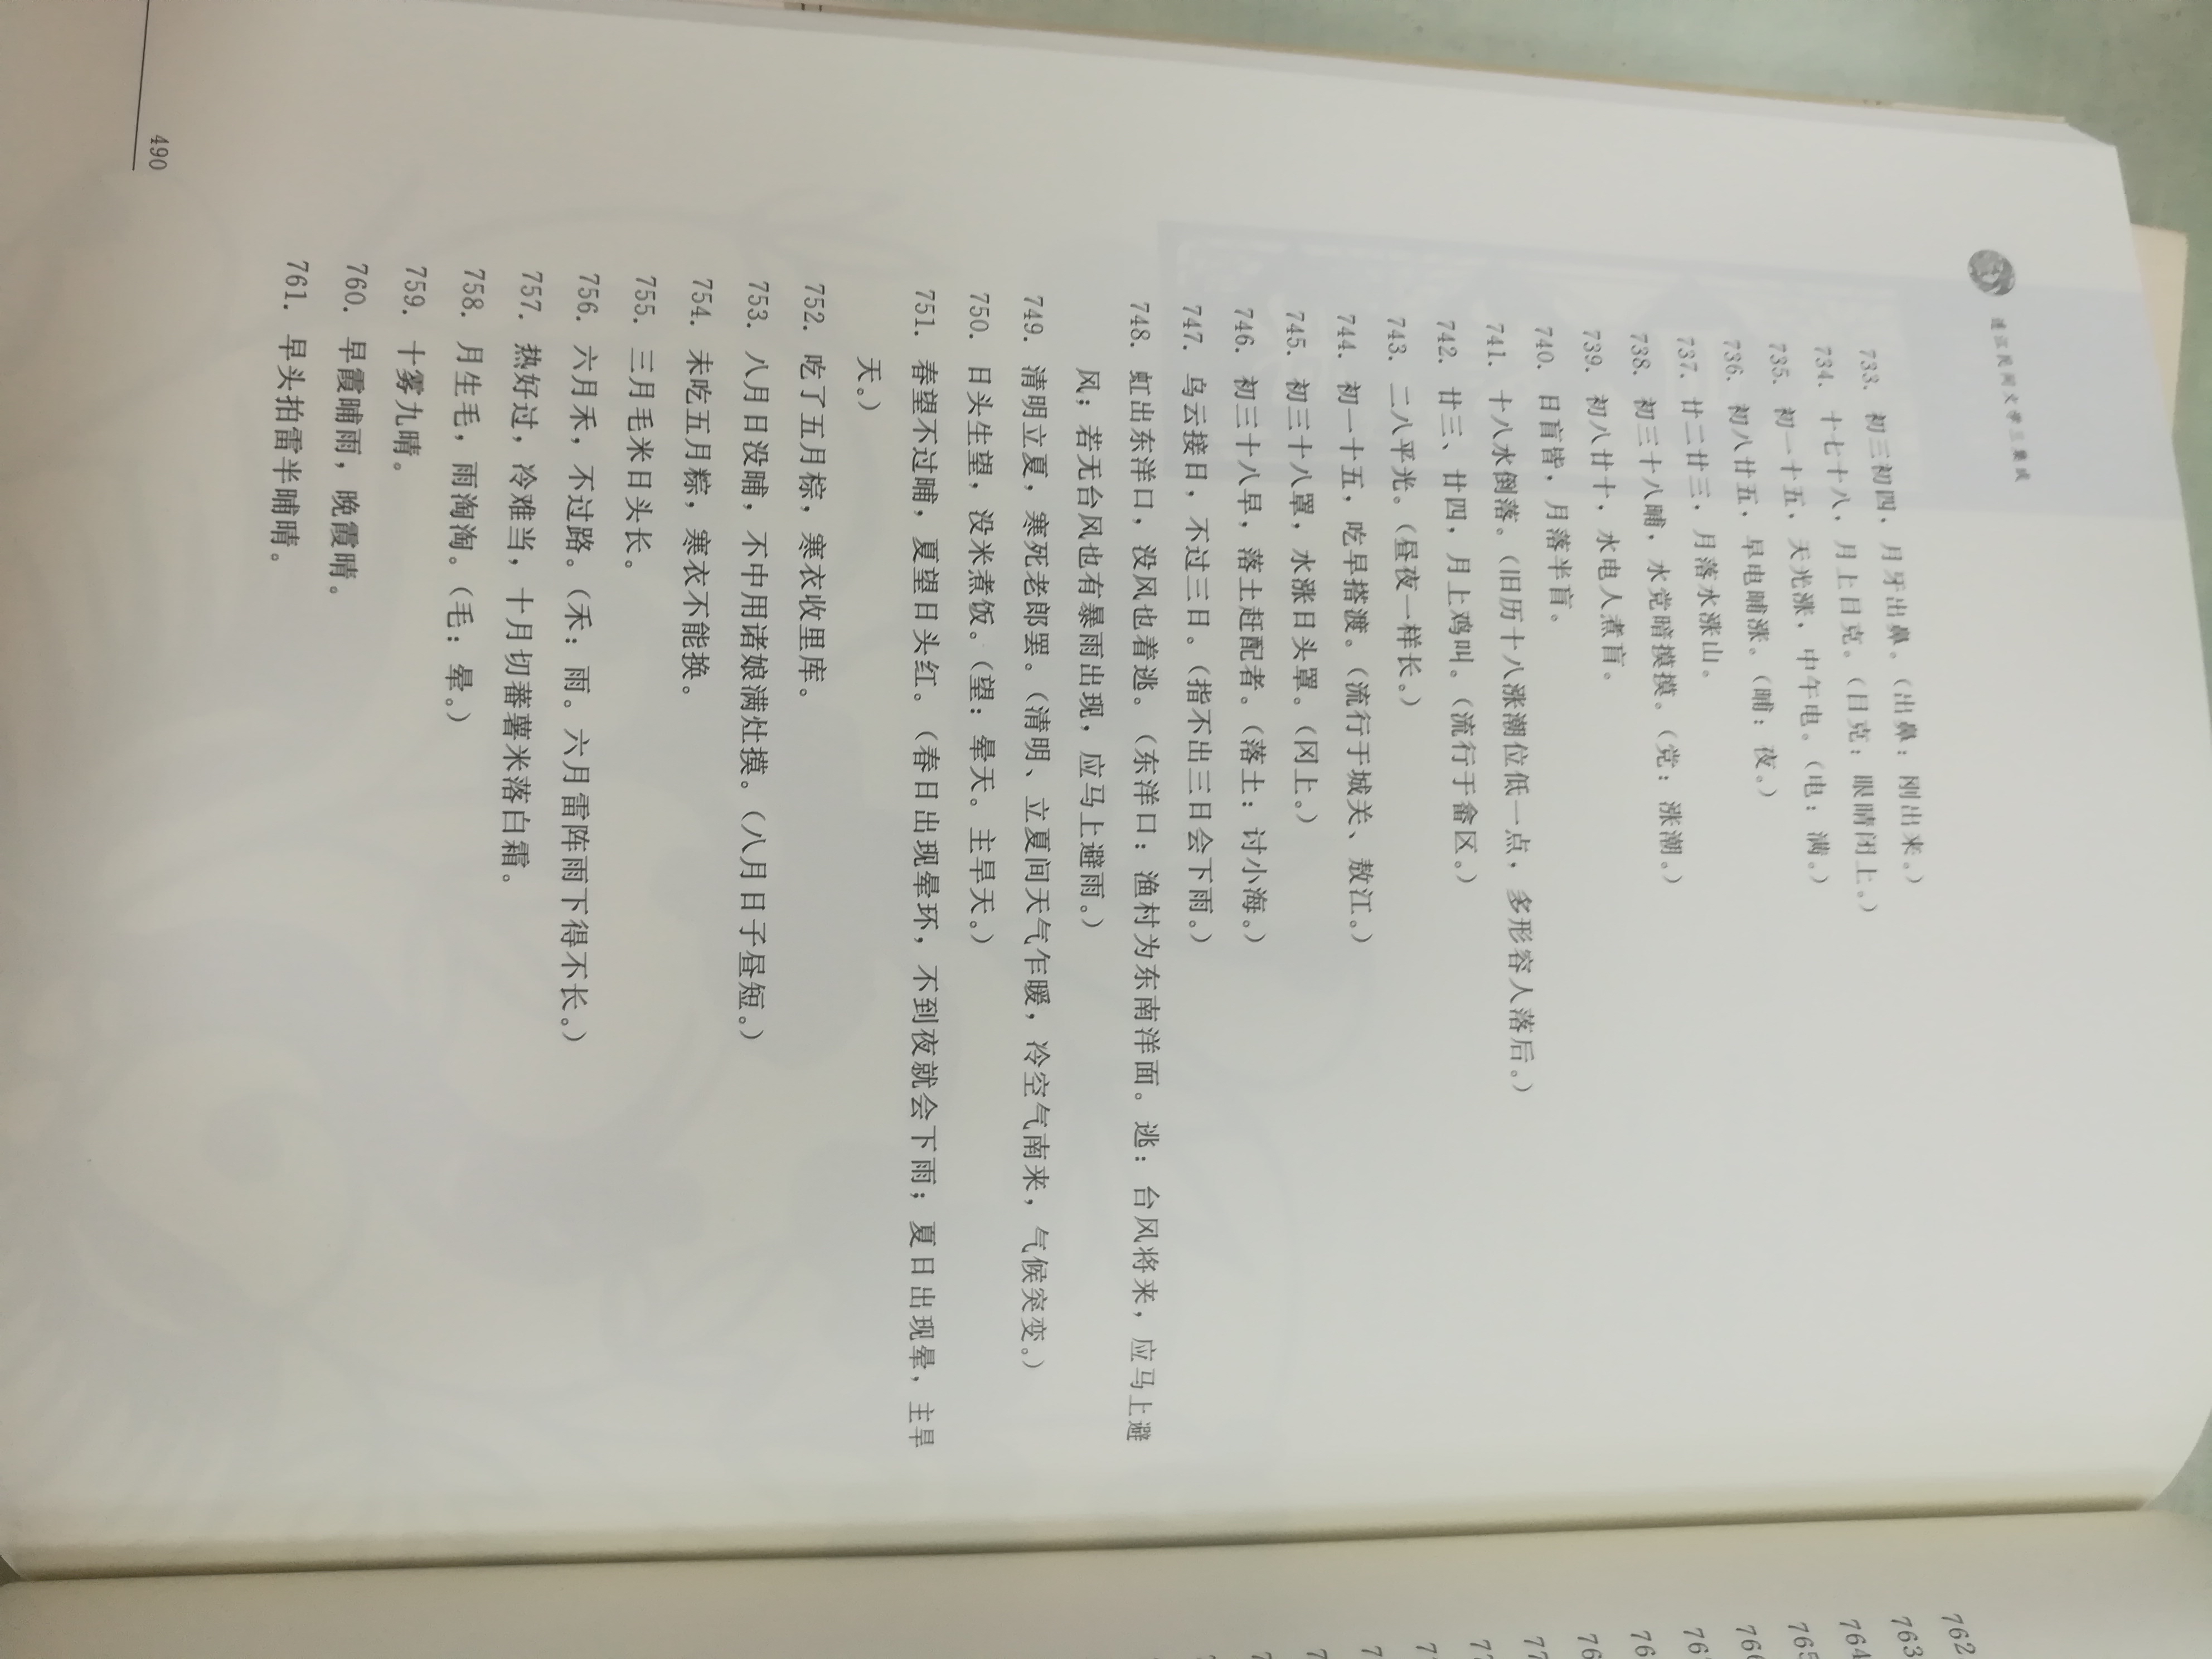 连江民间文学三集成
733. 初三初四，月牙出鼻。（出鼻：刚出来。）
734. 十七十八，月上目克。（目克：眼睛闭上。）
735. 初一十五，天光涨，中午电。（电：满。）
736. 初八廿五，早电晡涨。（晡：夜。）
737. 廿二廿三，月落水涨山。
738. 初三十八晡，水党暗摸摸。（党：涨潮。）
739. 初八廿十，水电人煮盲。
740. 日盲皆，月落半盲。
741. 十八水倒落。（旧历十八涨潮位低一点，多形容人落后。）
742. 廿三、廿四，月上鸡叫。（流行于畲区。）
743. 二八平光。（昼夜一样长。）
744. 初一十五，吃早搭渡。（流行于城关、敖江。）
745. 初三十八罩，水涨日头罩。（冈上。）
746. 初三十八早，落土赶配者。（落土：讨小海。）
747. 乌云接日，不过三日。（指不出三日会下雨。）
748. 虹出东洋口，没风也着逃。（东洋口：渔村为东南洋面。逃：台风将来，应马上避
风；若无台风也有暴雨出现，应马上避雨。）
749. 清明立夏，寒死老郎罢。（清明、立夏间天气乍暖，冷空气南来，气候突变。）
750. 日头生望，没米煮饭。（望：晕天。主旱天。）
751. 春望不过晡，夏望日头红。（春日出现晕环，不到夜就会下雨；夏日出现晕，主旱
天。）
752. 吃了五月棕，寒衣收里库。
753. 八月日没晡，不中用诸娘满灶摸。（八月日子昼短。）
754. 未吃五月粽，寒衣不能换。
755. 三月毛米日头长。
756. 六月禾，不过路。（禾：雨。六月雷阵雨下得不长。）
757. 热好过，冷难当，十月切蕃薯米落白霜。
758. 月生毛，雨淘淘。（毛：晕。）
759. 十雾九晴。
760. 早霞晡雨，晚霞晴。
761. 早头拍雷半晡晴。
490
762
763
764
765